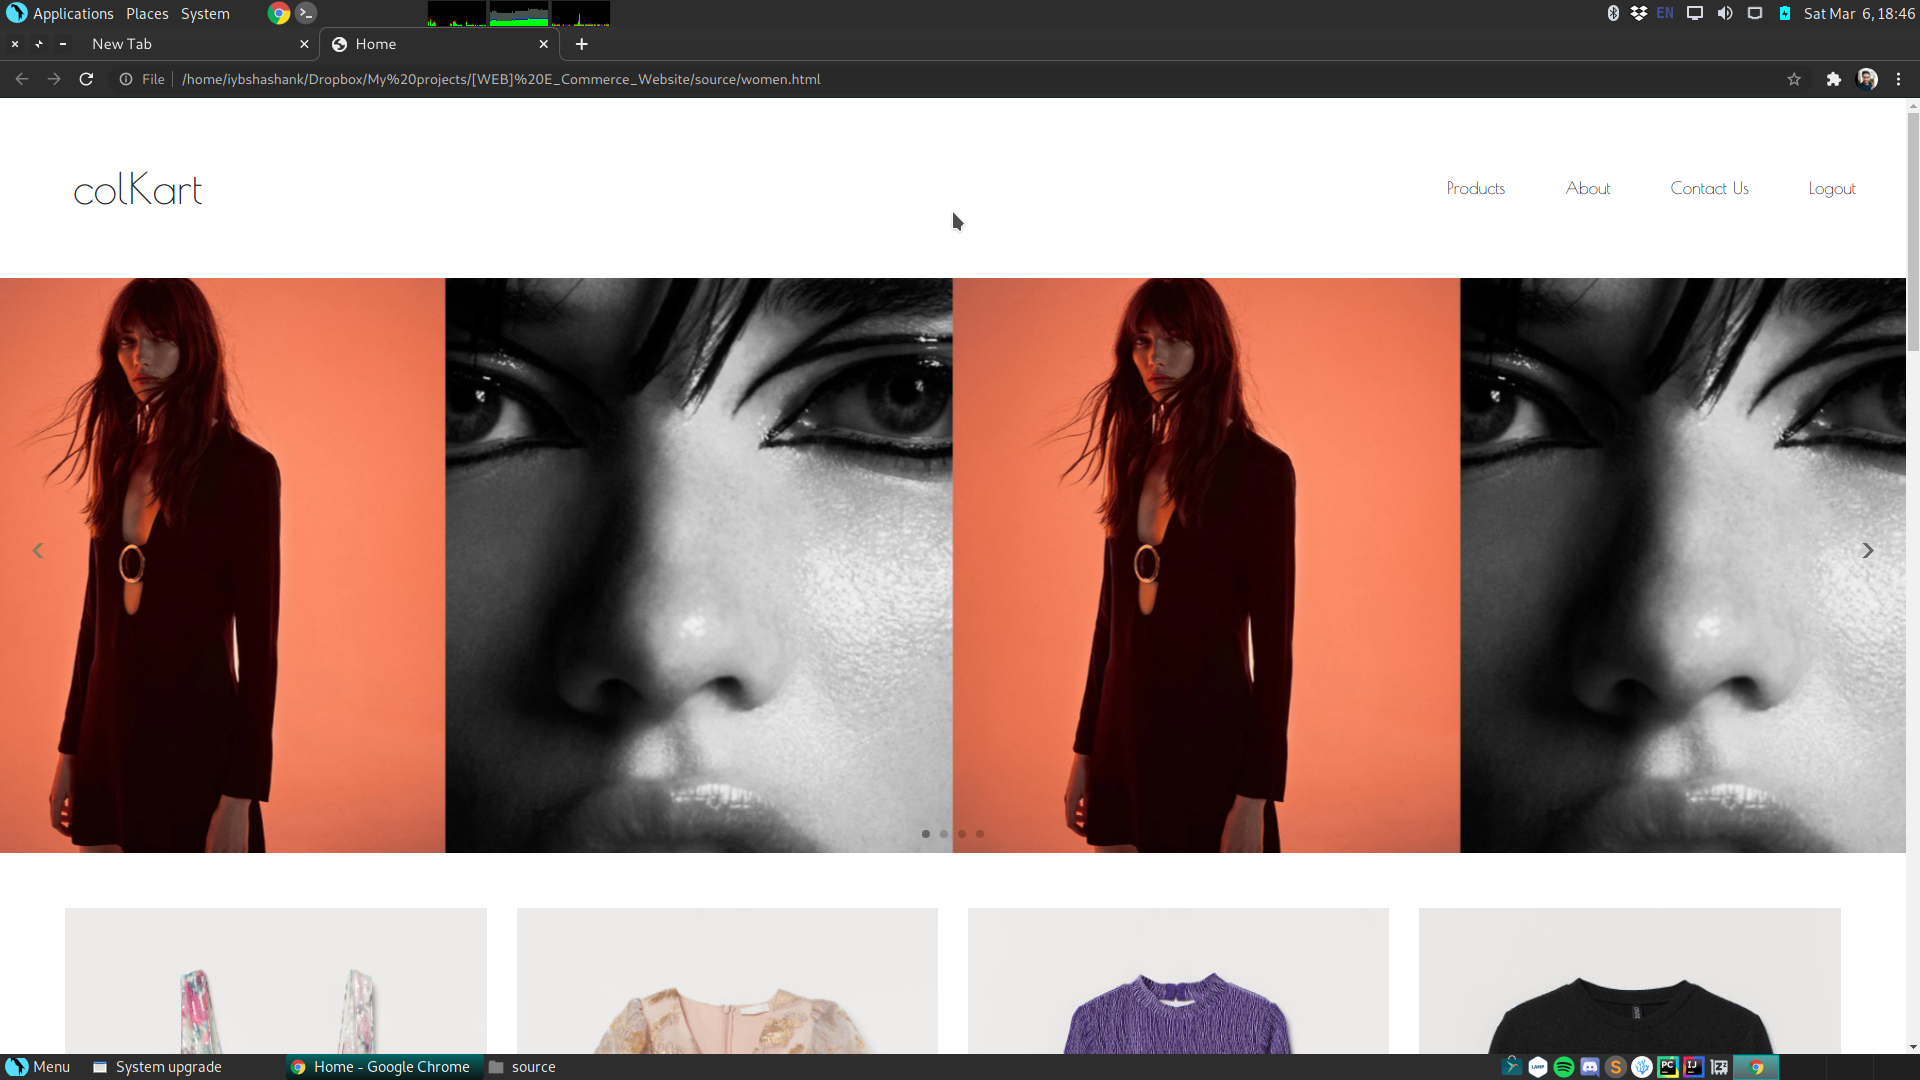 Applications Places System EN Sat Mar 6, 18:46
New Tab Home
File /home/iybshashank/Dropbox/My%20projects/[WEB]%20E_Commerce_Website/source/women.html
colKart Products About Contact Us Logout
Menu System upgrade Home - Google Chrome source